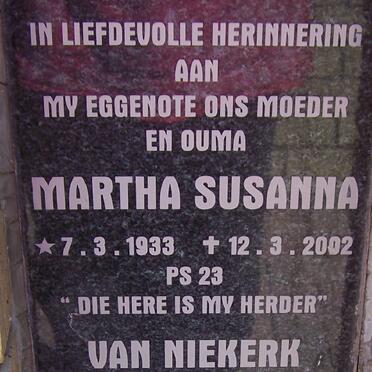 IN LIEFDEVOLLE HERINNERING
AAN
MY EGGENOTE ONS MOEDER
EN OUMA
MARTHA SUSANNA
★ 7 . 3 . 1933 ✝ 12 . 3 . 2002
PS 23
“ DIE HERE IS MY HERDER”
VAN NIEKERK